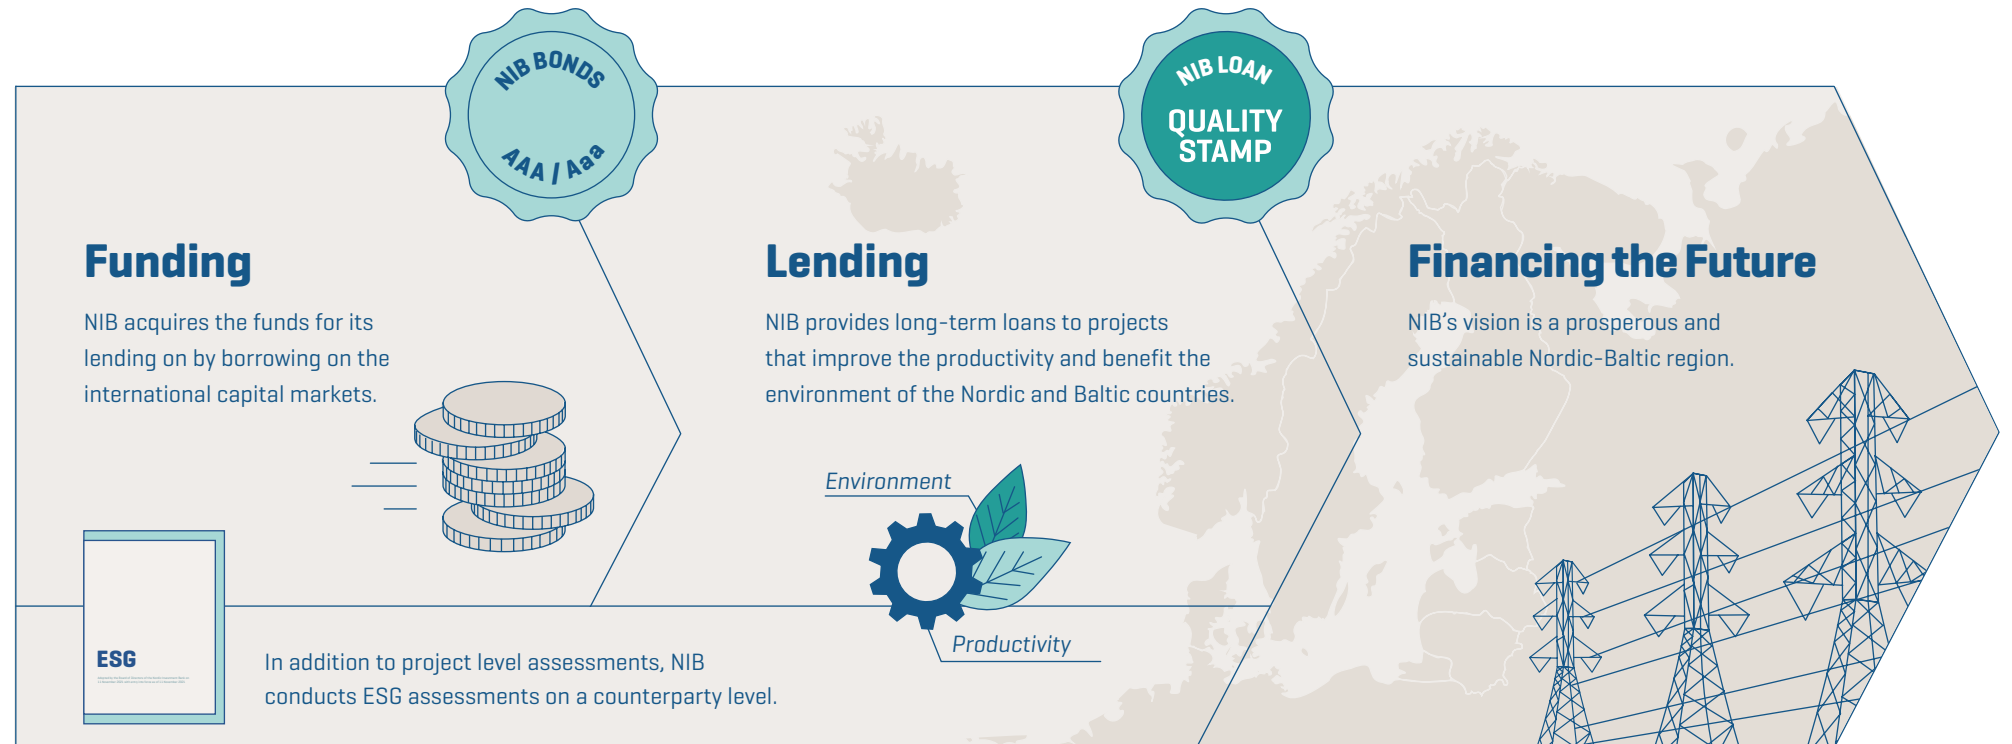 NIB BONDS
AAA / Aaa
NIB LOAN
QUALITY
STAMP
Funding
NIB acquires the funds for its
lending on by borrowing on the
international capital markets.
Lending
NIB provides long-term loans to projects
that improve the productivity and benefit the
environment of the Nordic and Baltic countries.
Financing the Future
NIB’s vision is a prosperous and
sustainable Nordic-Baltic region.
Environment
Productivity
ESG
In addition to project level assessments, NIB
conducts ESG assessments on a counterparty level.